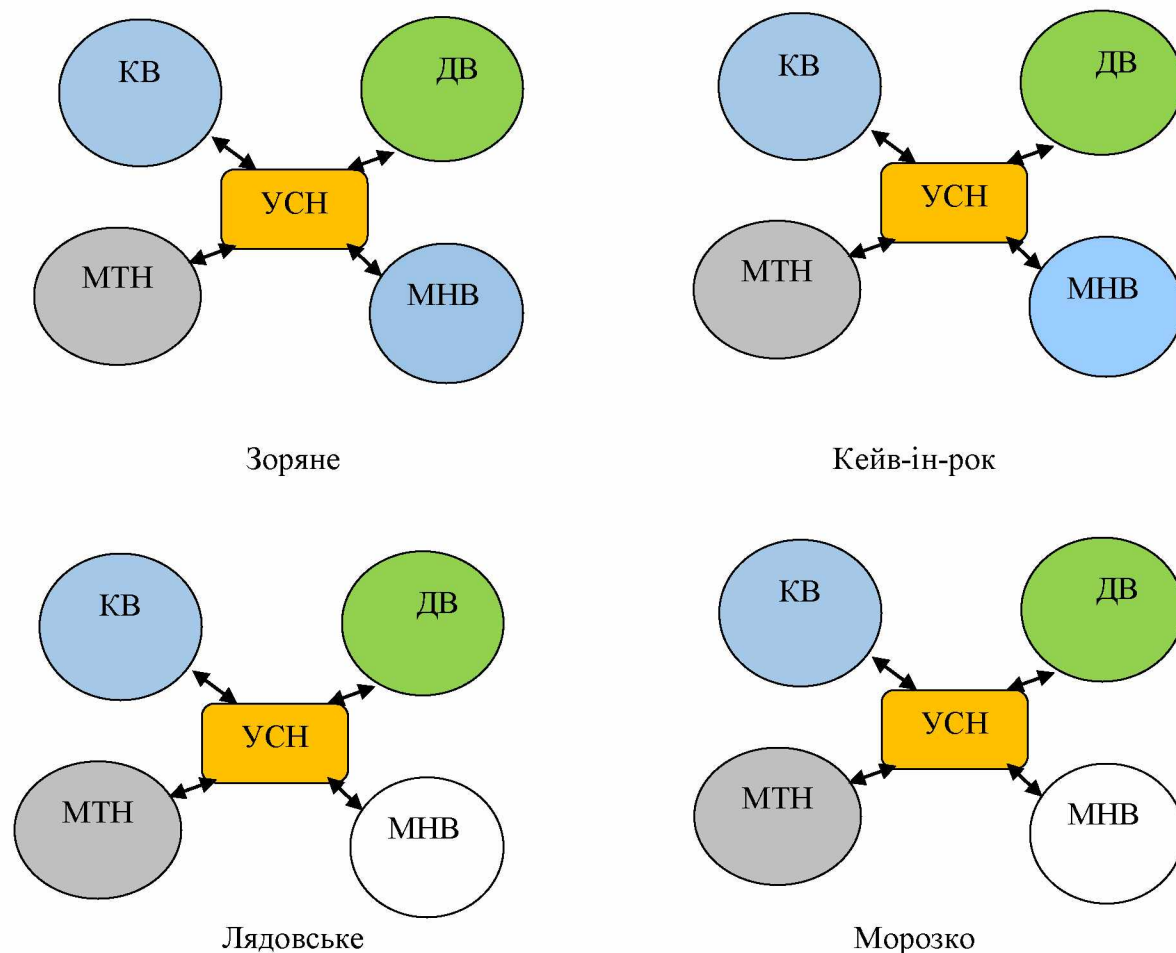 КВ
ДВ
УСН
МТН
МНВ
Зоряне
КВ
ДВ
УСН
МТН
МНВ
Кейв-ін-рок
КВ
ДВ
УСН
МТН
МНВ
Лядовське
КВ
ДВ
УСН
МТН
МНВ
Морозко